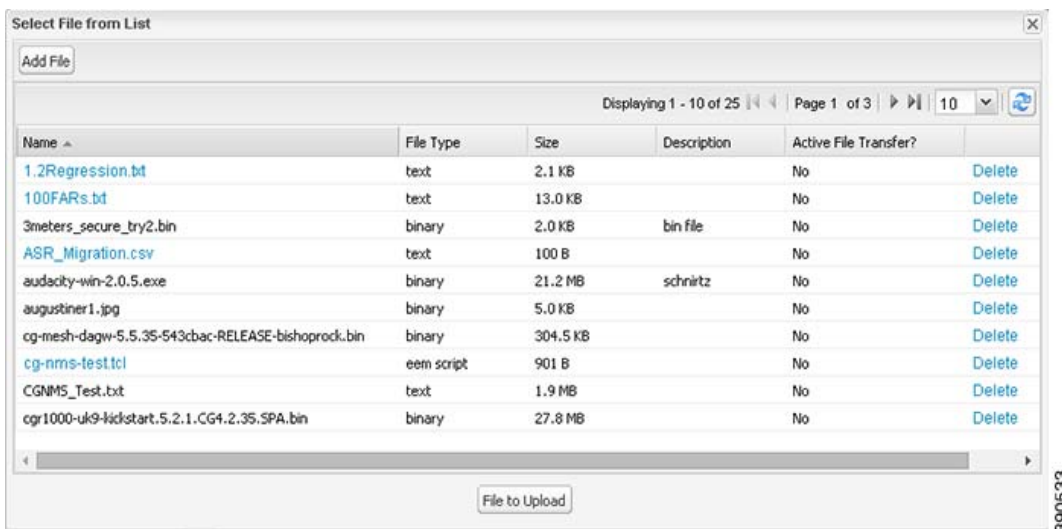 Select File from List
Add File
Displaying 1 - 10 of 25 Page 1 of 3 10
Name File Type Size Description Active File Transfer?
1.2Regression.txt text 2.1 KB No Delete
100FARs.txt text 13.0 KB No Delete
3meters_secure_try2.bin binary 2.0 KB bin file No Delete
ASR_Migration.csv text 100 B No Delete
audacity-win-2.0.5.exe binary 21.2 MB schnirtz No Delete
augustiner1.jpg binary 5.0 KB No Delete
cg-mesh-dagw-5.5.35-543cbac-RELEASE-bishoprock.bin binary 304.5 KB No Delete
cg-nms-test.tcl eem script 901 B No Delete
CGNMS_Test.txt text 1.9 MB No Delete
cgr1000-uk9-kickstart.5.2.1.CG4.2.35.SPA.bin binary 27.8 MB No Delete
File to Upload